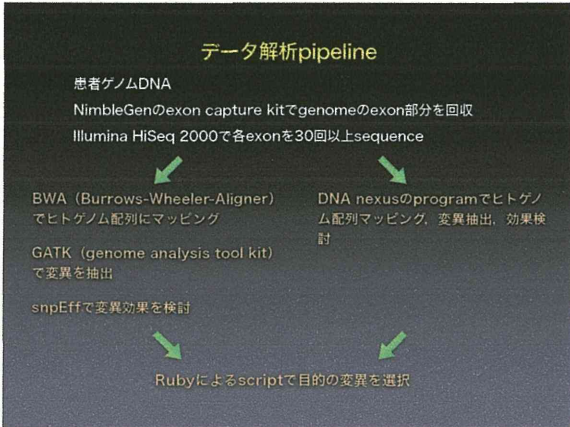 データ解析pipeline
患者ゲノムDNA
NimbleGenのexon capture kitでgenomeのexon部分を回収
Illumina HiSeq 2000で各exonを30回以上sequence
BWA（Burrows-Wheeler-Aligner）
でヒトゲノム配列にマッピング
GATK（genome analysis tool kit）
で変異を抽出
snpEffで変異効果を検討
DNA nexusのprogramでヒトゲノ
ム配列マッピング，変異抽出，効果検
討
Rubyによるscriptで目的の変異を選択